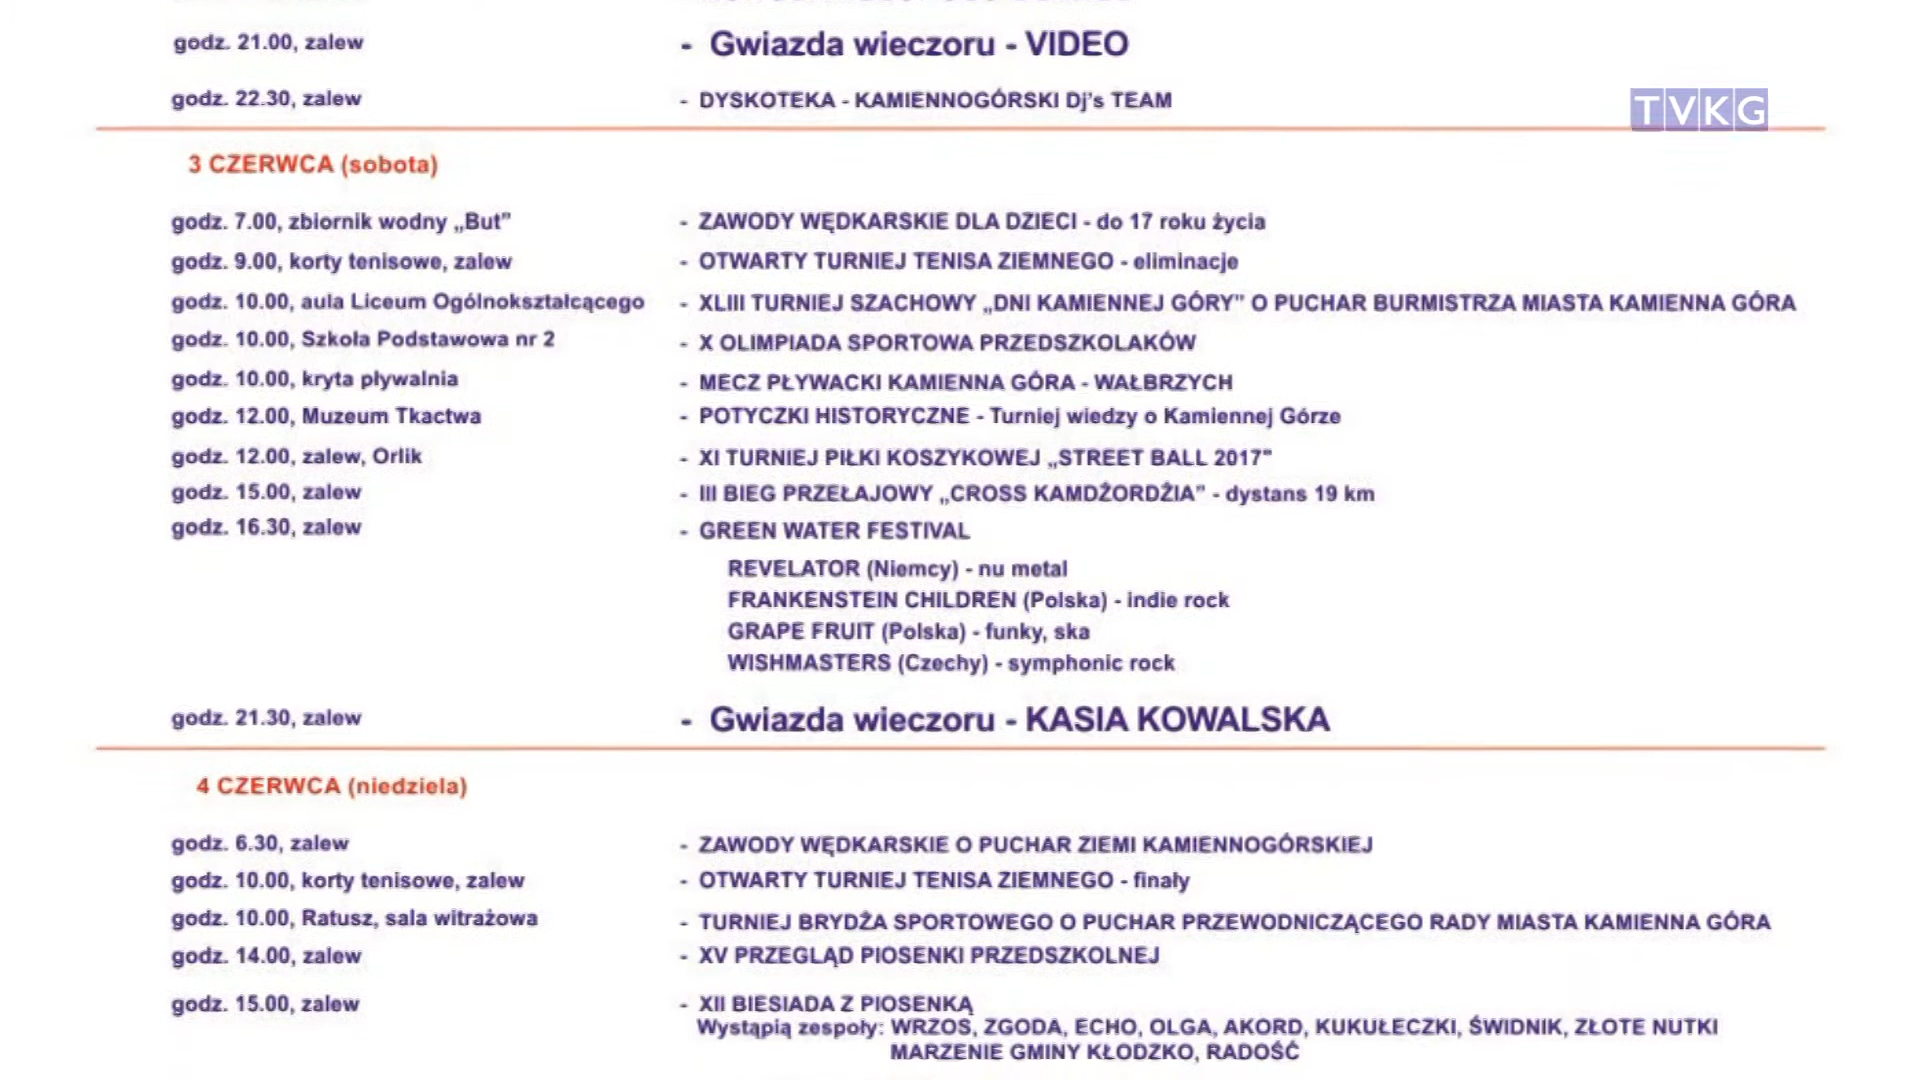 godz. 21.00, zalew - Gwiazda wieczoru - VIDEO
godz. 22.30, zalew - DYSKOTEKA - KAMIENNOGÓRSKI Dj's TEAM
TVKG
3 CZERWCA (sobota)
godz. 7.00, zbiornik wodny „But” - ZAWODY WĘDKARSKIE DLA DZIECI - do 17 roku życia
godz. 9.00, korty tenisowe, zalew - OTWARTY TURNIEJ TENISA ZIEMNEGO - eliminacje
godz. 10.00, aula Liceum Ogólnokształcącego - XLIII TURNIEJ SZACHOWY „DNI KAMIENNEJ GÓRY” O PUCHAR BURMISTRZA MIASTA KAMIENNA GÓRA
godz. 10.00, Szkoła Podstawowa nr 2 - X OLIMPIADA SPORTOWA PRZEDSZKOLAKÓW
godz. 10.00, kryta pływalnia - MECZ PŁYWACKI KAMIENNA GÓRA - WAŁBRZYCH
godz. 12.00, Muzeum Tkactwa - POTYCZKI HISTORYCZNE - Turniej wiedzy o Kamiennej Górze
godz. 12.00, zalew, Orlik - XI TURNIEJ PIŁKI KOSZYKOWEJ „STREET BALL 2017"
godz. 15.00, zalew - III BIEG PRZEŁAJOWY „CROSS KAMDŻORDŻIA” - dystans 19 km
godz. 16.30, zalew - GREEN WATER FESTIVAL
REVELATOR (Niemcy) - nu metal
FRANKENSTEIN CHILDREN (Polska) - indie rock
GRAPE FRUIT (Polska) - funky, ska
WISHMASTERS (Czechy) - symphonic rock
godz. 21.30, zalew - Gwiazda wieczoru - KASIA KOWALSKA
4 CZERWCA (niedziela)
godz. 6.30, zalew - ZAWODY WĘDKARSKIE O PUCHAR ZIEMI KAMIENNOGÓRSKIEJ
godz. 10.00, korty tenisowe, zalew - OTWARTY TURNIEJ TENISA ZIEMNEGO - finały
godz. 10.00, Ratusz, sala witrażowa - TURNIEJ BRYDŻA SPORTOWEGO O PUCHAR PRZEWODNICZĄCEGO RADY MIASTA KAMIENNA GÓRA
godz. 14.00, zalew - XV PRZEGLĄD PIOSENKI PRZEDSZKOLNEJ
godz. 15.00, zalew - XII BIESIADA Z PIOSENKĄ
Wystąpią zespoły: WRZOS, ZGODA, ECHO, OLGA, AKORD, KUKUŁECZKI, ŚWIDNIK, ZŁOTE NUTKI
MARZENIE GMINY KŁODZKO, RADOŚĆ